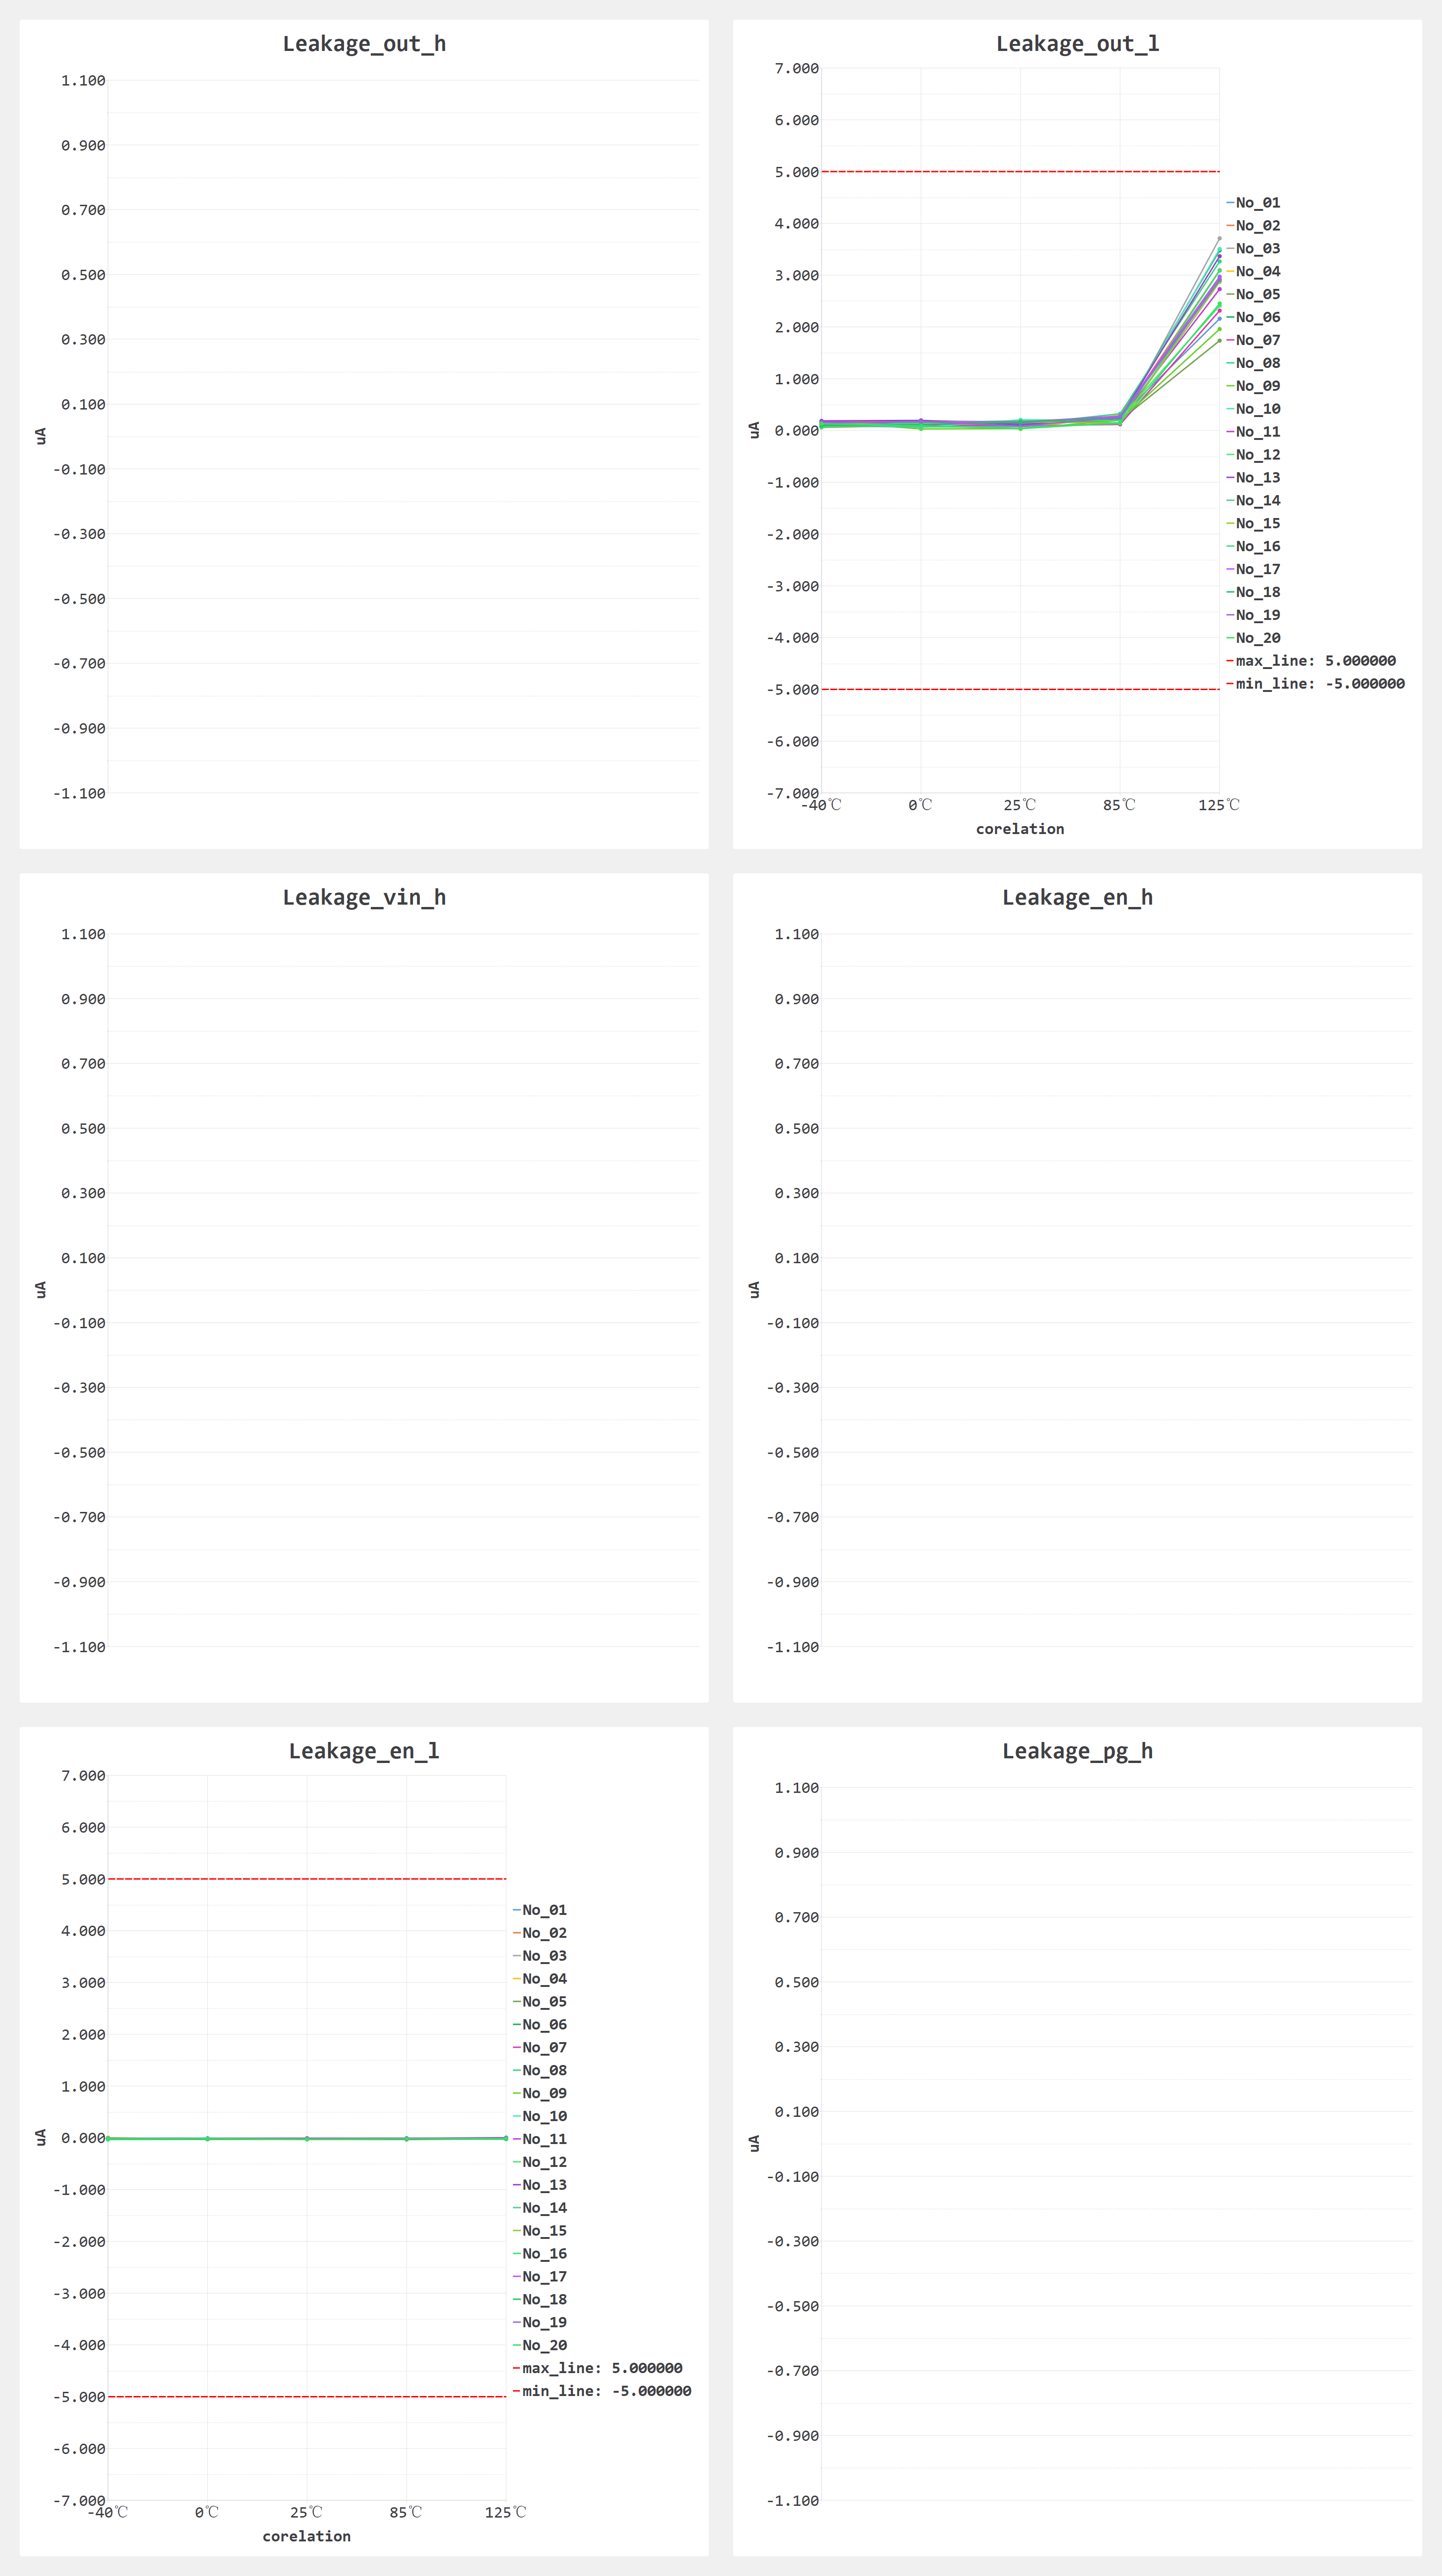 Leakage_out_h
1.100
0.900
0.700
0.500
0.300
0.100
-0.100
-0.300
-0.500
-0.700
-0.900
-1.100
uA
Leakage_out_l
7.000
6.000
5.000
4.000
3.000
2.000
1.000
0.000
-1.000
-2.000
-3.000
-4.000
-5.000
-6.000
-7.000
uA
-40℃ 0℃ 25℃ 85℃ 125℃
corelation
No_01
No_02
No_03
No_04
No_05
No_06
No_07
No_08
No_09
No_10
No_11
No_12
No_13
No_14
No_15
No_16
No_17
No_18
No_19
No_20
max_line: 5.000000
min_line: -5.000000
Leakage_vin_h
1.100
0.900
0.700
0.500
0.300
0.100
-0.100
-0.300
-0.500
-0.700
-0.900
-1.100
uA
Leakage_en_h
1.100
0.900
0.700
0.500
0.300
0.100
-0.100
-0.300
-0.500
-0.700
-0.900
-1.100
uA
Leakage_en_l
7.000
6.000
5.000
4.000
3.000
2.000
1.000
0.000
-1.000
-2.000
-3.000
-4.000
-5.000
-6.000
-7.000
uA
-40℃ 0℃ 25℃ 85℃ 125℃
corelation
No_01
No_02
No_03
No_04
No_05
No_06
No_07
No_08
No_09
No_10
No_11
No_12
No_13
No_14
No_15
No_16
No_17
No_18
No_19
No_20
max_line: 5.000000
min_line: -5.000000
Leakage_pg_h
1.100
0.900
0.700
0.500
0.300
0.100
-0.100
-0.300
-0.500
-0.700
-0.900
-1.100
uA